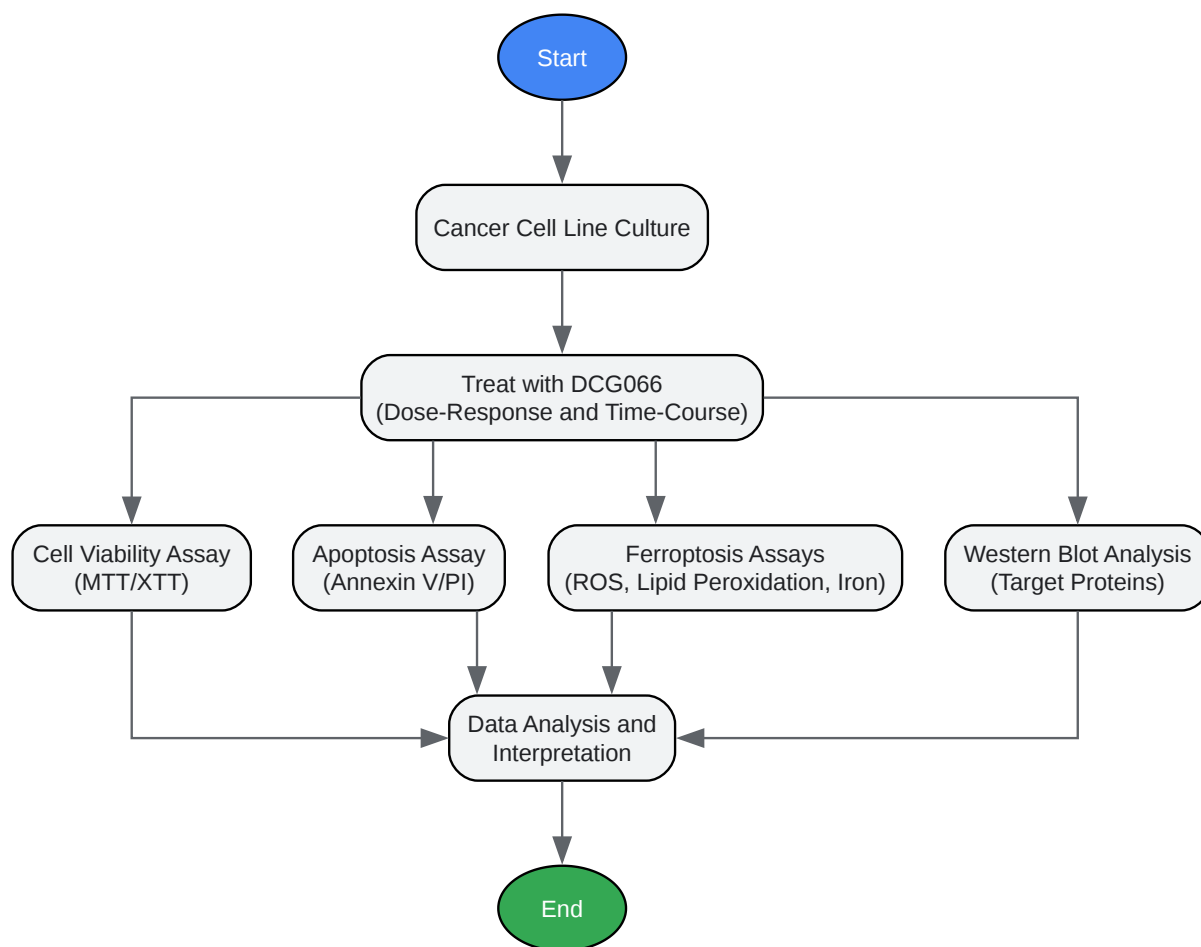 Start
Cancer Cell Line Culture
Treat with DCG066
(Dose-Response and Time-Course)
Cell Viability Assay
(MTT/XTT)
Apoptosis Assay
(Annexin V/PI)
Ferroptosis Assays
(ROS, Lipid Peroxidation, Iron)
Western Blot Analysis
(Target Proteins)
Data Analysis and
Interpretation
End